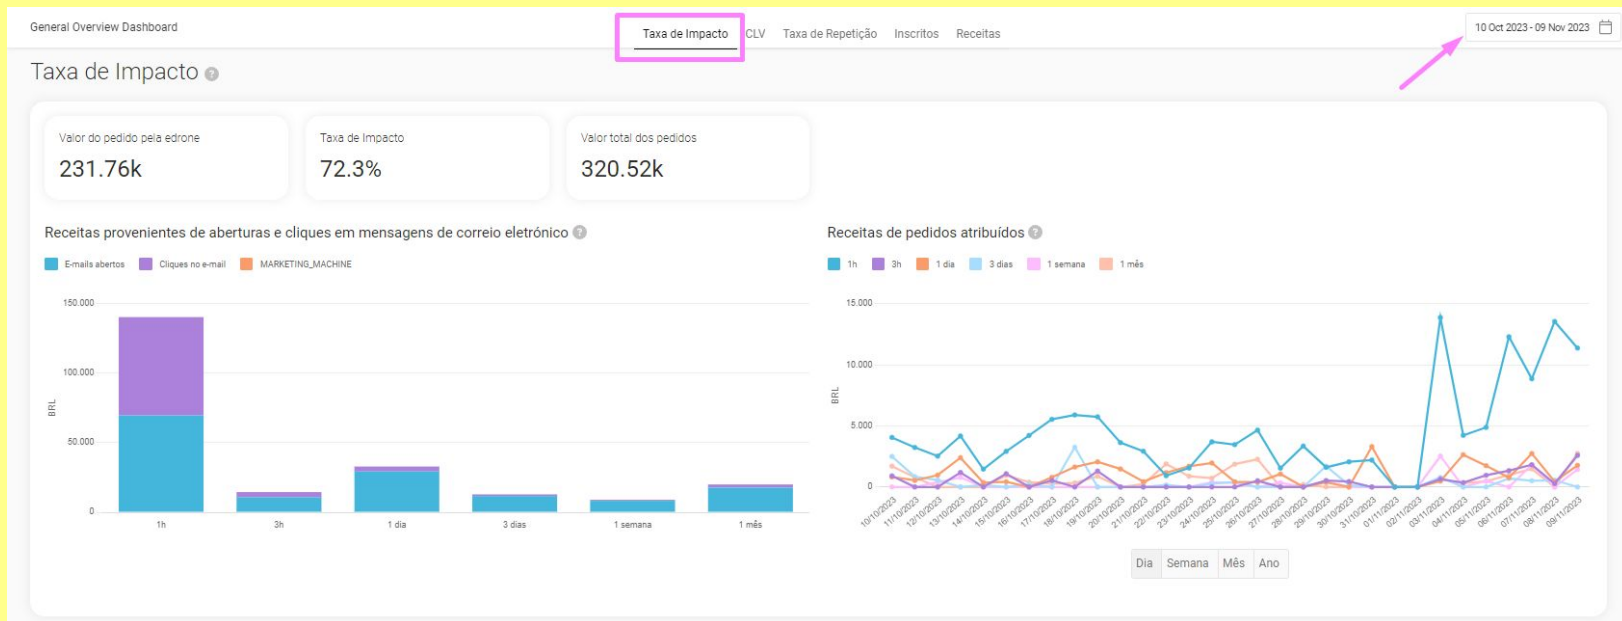 General Overview Dashboard
Taxa de Impacto CLV Taxa de Repetição Inscritos Receitas
10 Oct 2023 - 09 Nov 2023
Taxa de Impacto ?
Valor do pedido pela edrone
231.76k
Taxa de Impacto
72.3%
Valor total dos pedidos
320.52k
Receitas provenientes de aberturas e cliques em mensagens de correio eletrónico ?
E-mails abertos Cliques no e-mail MARKETING_MACHINE
150.000
100.000
50.000
0
BRL
1h 3h 1 dia 3 dias 1 semana 1 mês
Receitas de pedidos atribuídos ?
1h 3h 1 dia 3 dias 1 semana 1 mês
15.000
10.000
5.000
0
BRL
10/10/2023 11/10/2023 12/10/2023 13/10/2023 14/10/2023 15/10/2023 16/10/2023 17/10/2023 18/10/2023 19/10/2023 20/10/2023 21/10/2023 22/10/2023 23/10/2023 24/10/2023 25/10/2023 26/10/2023 27/10/2023 28/10/2023 29/10/2023 30/10/2023 31/10/2023 01/11/2023 02/11/2023 03/11/2023 04/11/2023 05/11/2023 06/11/2023 07/11/2023 08/11/2023 09/11/2023
Dia Semana Mês Ano